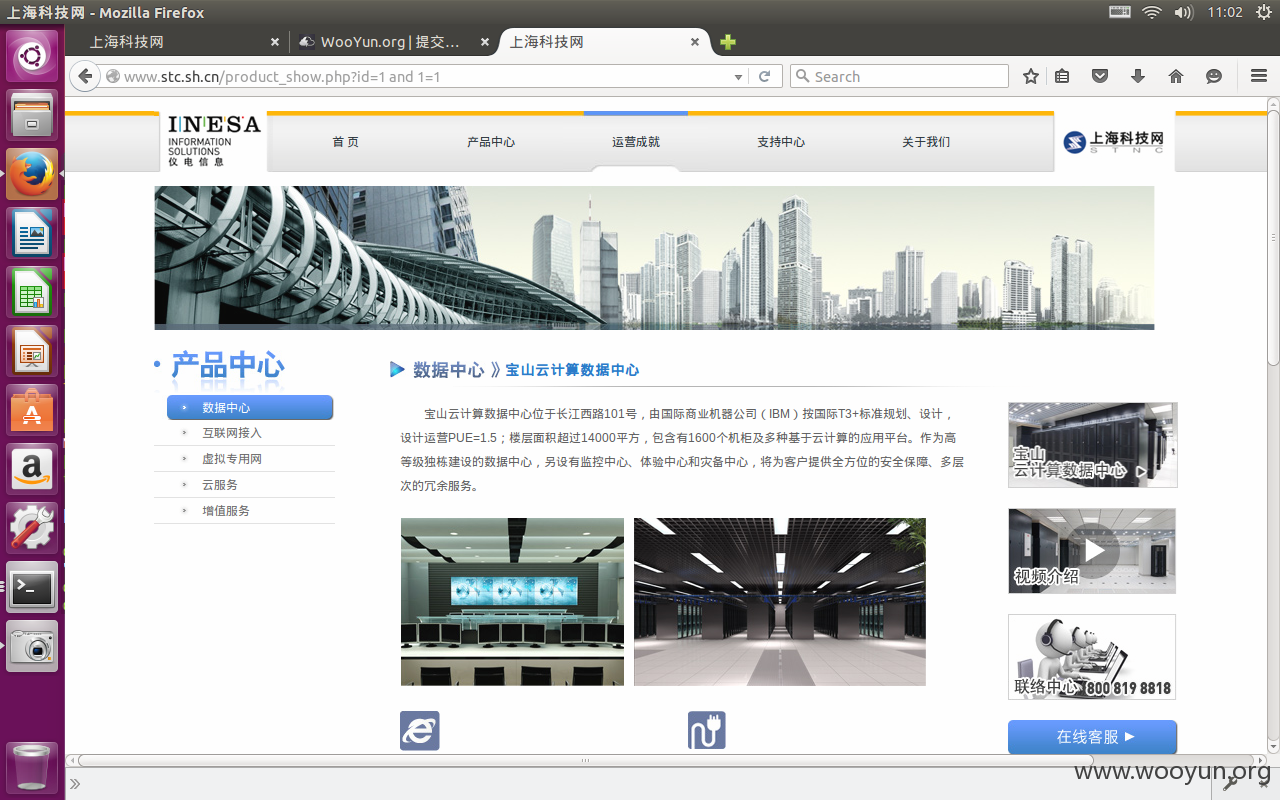 上海科技网 - Mozilla Firefox
11:02
上海科技网
WooYun.org | 提交...
上海科技网
www.stc.sh.cn/product_show.php?id=1 and 1=1
Search
INESA
INFORMATION
SOLUTIONS
仪电信息
首 页
产品中心
运营成就
支持中心
关于我们
上海科技网
STNC
产品中心
数据中心
互联网接入
虚拟专用网
云服务
增值服务
数据中心 》宝山云计算数据中心
宝山云计算数据中心位于长江西路101号，由国际商业机器公司（IBM）按国际T3+标准规划、设计，
设计运营PUE=1.5；楼层面积超过14000平方，包含有1600个机柜及多种基于云计算的应用平台。作为高
等级独栋建设的数据中心，另设有监控中心、体验中心和灾备中心，将为客户提供全方位的安全保障、多层
次的冗余服务。
宝山
云计算数据中心
视频介绍
联络中心 800 819 8818
在线客服
www.wooyun.org